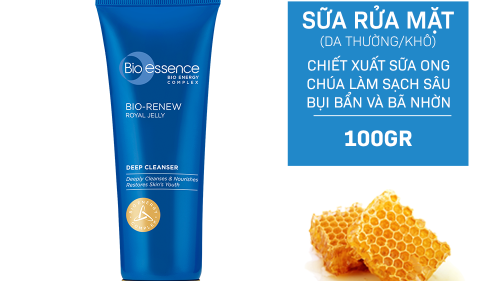 Bio essence
BIO ENERGY
COMPLEX
BIO-RENEW
ROYAL JELLY
DEEP CLEANSER
Deeply Cleanses & Nourishes
Restores Skin's Youth
SỮA RỬA MẶT
(DA THƯỜNG/KHÔ)
CHIẾT XUẤT SỮA ONG
CHÚA LÀM SẠCH SÂU
BỤI BẨN VÀ BÃ NHỜN
100GR